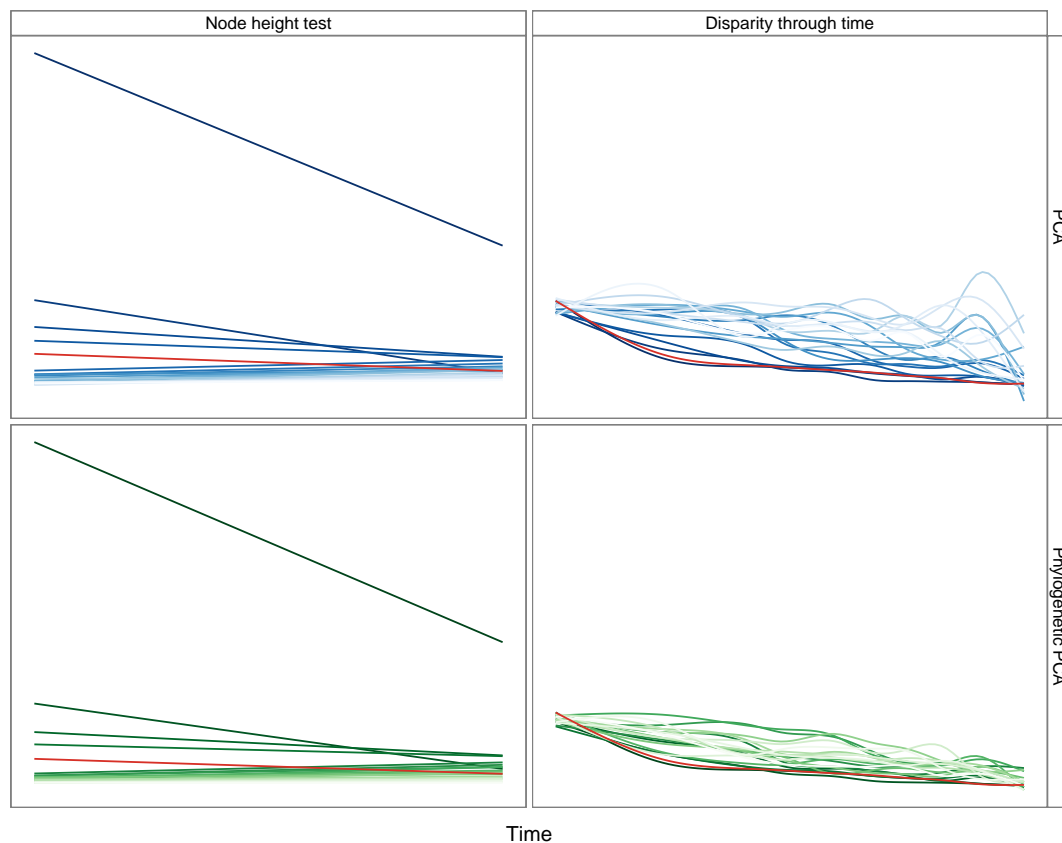 Node height test
Disparity through time
PCA
Phylogenetic PCA
Time